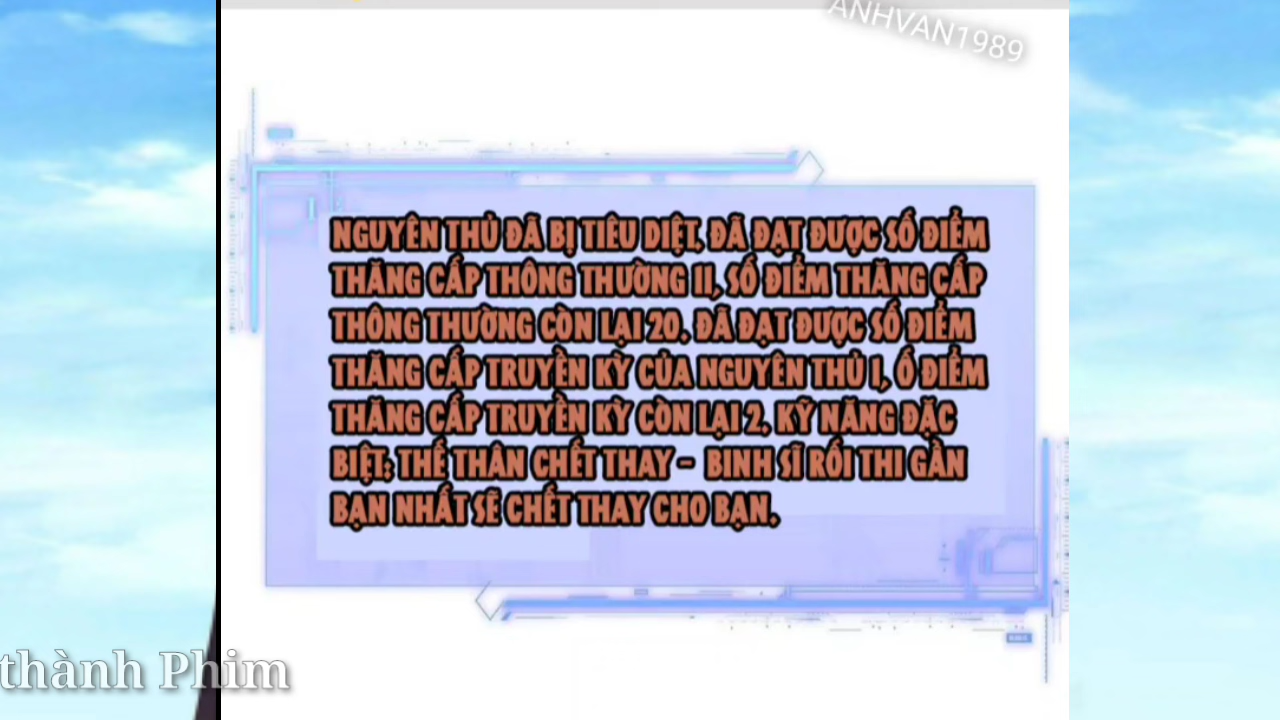 ANHVAN1989
NGUYÊN THỦ ĐÃ BỊ TIÊU DIỆT. ĐÃ ĐẠT ĐƯỢC SỐ ĐIỂM
THĂNG CẤP THÔNG THƯỜNG 11, SỐ ĐIỂM THĂNG CẤP
THÔNG THƯỜNG CÒN LẠI 20. ĐÃ ĐẠT ĐƯỢC SỐ ĐIỂM
THĂNG CẤP TRUYỀN KỲ CỦA NGUYÊN THỦ 1, Ố ĐIỂM
THĂNG CẤP TRUYỀN KỲ CÒN LẠI 2. KỸ NĂNG ĐẶC
BIỆT: THẾ THÂN CHẾT THAY - BINH SĨ RỐI THI GẦN
BẠN NHẤT SẼ CHẾT THAY CHO BẠN.
thành Phim